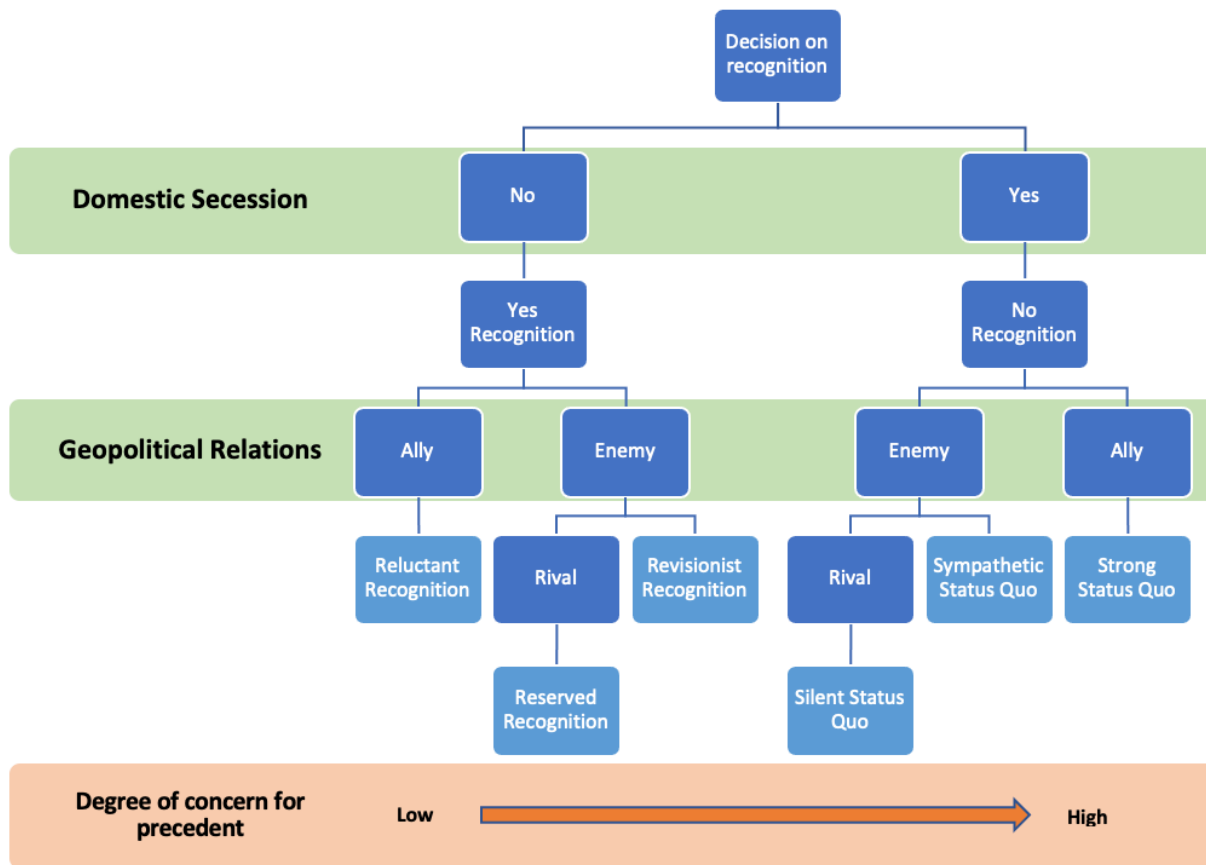 Decision on
recognition
Domestic Secession
No
Yes
Yes
Recognition
No
Recognition
Geopolitical Relations
Ally
Enemy
Enemy
Ally
Reluctant
Recognition
Rival
Revisionist
Recognition
Rival
Sympathetic
Status Quo
Strong
Status Quo
Reserved
Recognition
Silent Status
Quo
Degree of concern for
precedent
Low
High